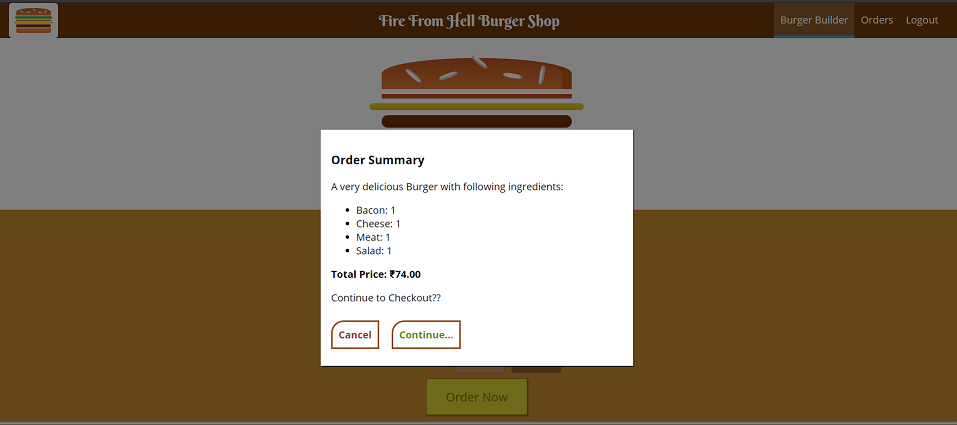 Fire From Hell Burger Shop
Burger Builder Orders Logout
Order Summary
A very delicious Burger with following ingredients:
Bacon: 1
Cheese: 1
Meat: 1
Salad: 1
Total Price: ₹74.00
Continue to Checkout??
Cancel Continue...
Order Now